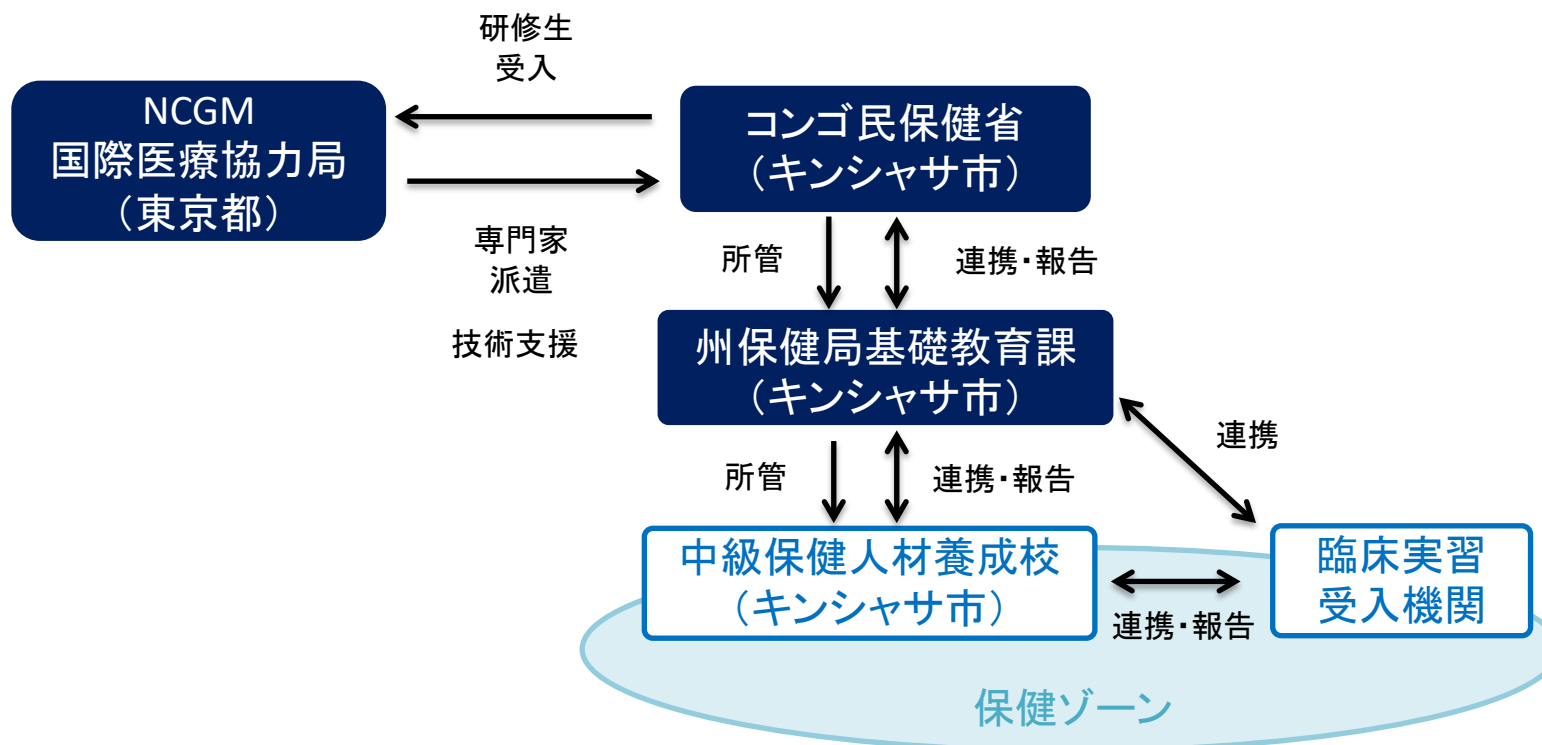 研修生
受入
NCGM
国際医療協力局
（東京都）
コンゴ民保健省
（キンシャサ市）
専門家
派遣
技術支援
所管
連携・報告
州保健局基礎教育課
（キンシャサ市）
連携
所管
連携・報告
中級保健人材養成校
（キンシャサ市）
連携・報告
臨床実習
受入機関
保健ゾーン